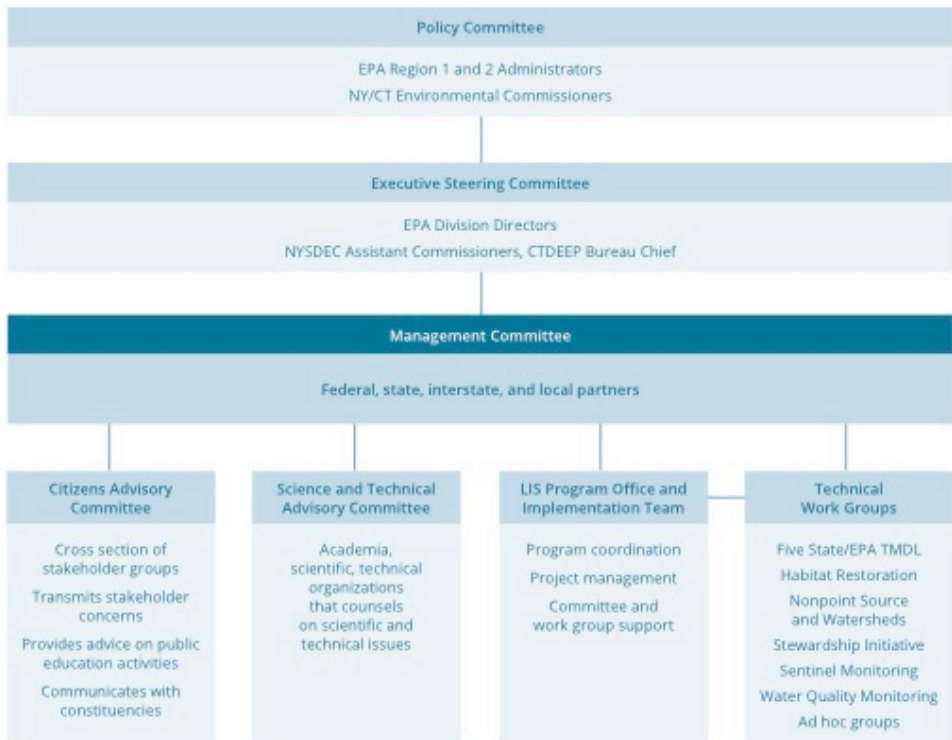 Policy Committee
EPA Region 1 and 2 Administrators
NY/CT Environmental Commissioners
Executive Steering Committee
EPA Division Directors
NYSDEC Assistant Commissioners, CTDEEP Bureau Chief
Management Committee
Federal, state, interstate, and local partners
Citizens Advisory
Committee
Cross section of
stakeholder groups
Transmits stakeholder
concerns
Provides advice on public
education activities
Communicates with
constituencies
Science and Technical
Advisory Committee
Academia,
scientific, technical
organizations
that counsels
on scientific and
technical issues
LIS Program Office and
Implementation Team
Program coordination
Project management
Committee and
work group support
Technical
Work Groups
Five State/EPA TMDL
Habitat Restoration
Nonpoint Source
and Watersheds
Stewardship Initiative
Sentinel Monitoring
Water Quality Monitoring
Ad hoc groups